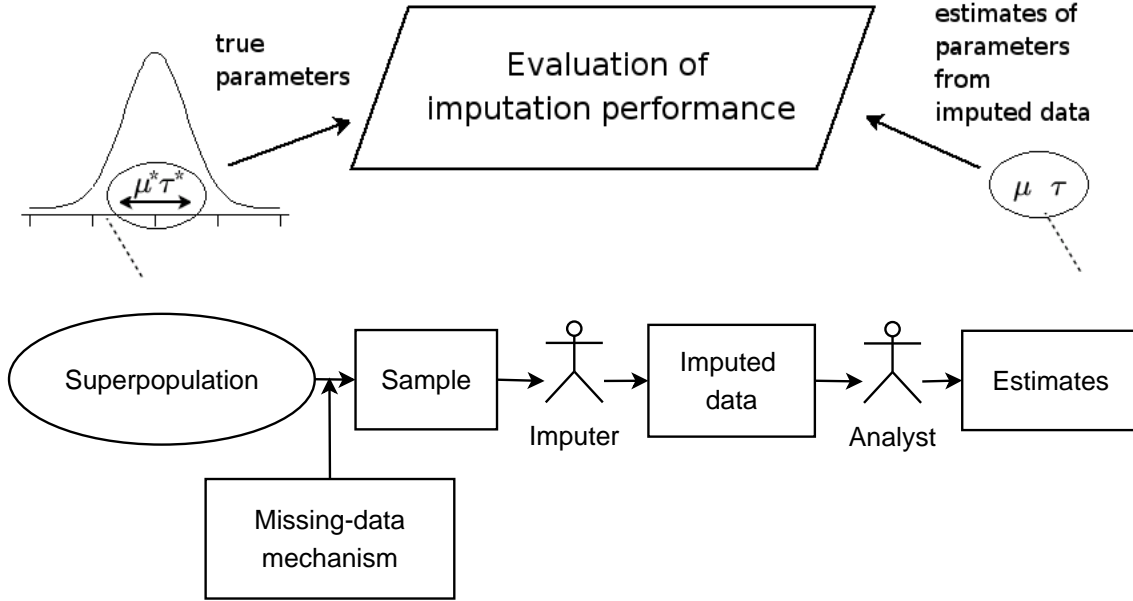 true
parameters
Evaluation of
imputation performance
estimates of
parameters
from
imputed data
μ*τ*
μ τ
Superpopulation
Sample
Imputer
Imputed
data
Analyst
Estimates
Missing-data
mechanism